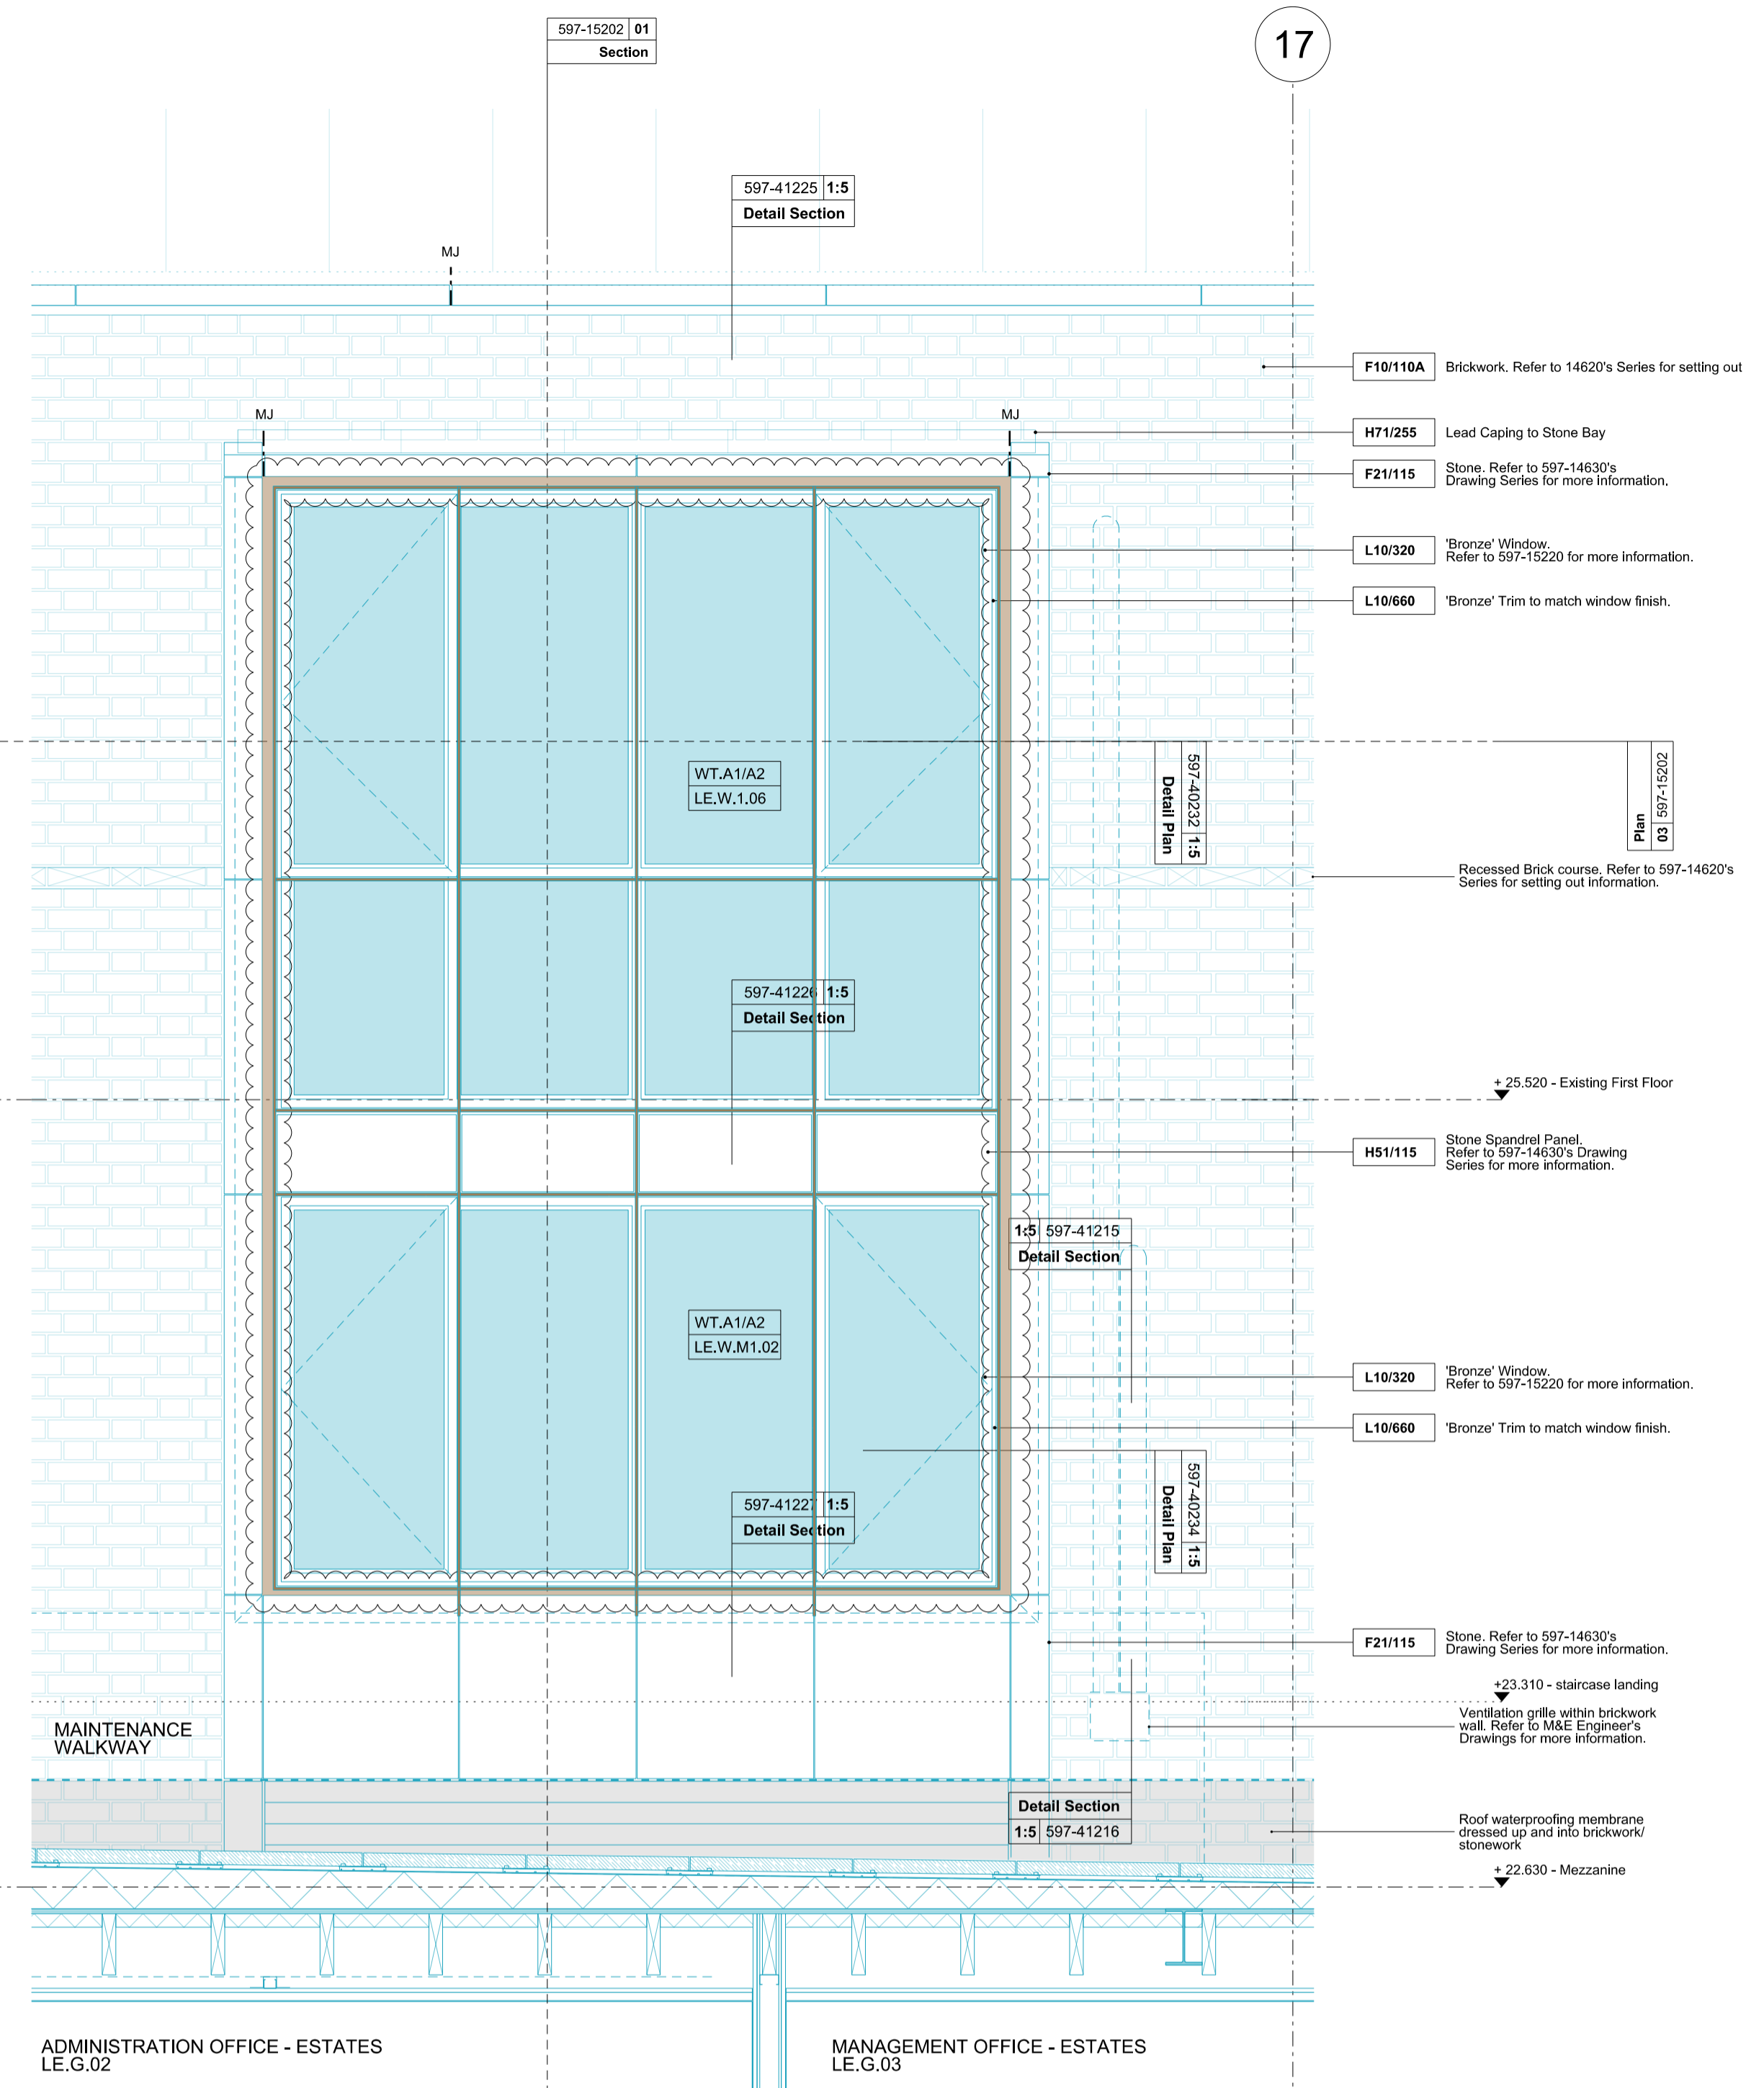 597-15202 01
Section
17
597-41225 1:5
Detail Section
MJ
F10/110A Brickwork. Refer to 14620's Series for setting out
MJ
MJ
H71/255 Lead Caping to Stone Bay
F21/115 Stone. Refer to 597-14630's
Drawing Series for more information.
L10/320 'Bronze' Window.
Refer to 597-15220 for more information.
L10/660 'Bronze' Trim to match window finish.
WT.A1/A2
LE.W.1.06
597-40232 1:5
Detail Plan
Plan
03 597-15202
Recessed Brick course. Refer to 597-14620's
Series for setting out information.
597-41226 1:5
Detail Section
+ 25.520 - Existing First Floor
H51/115 Stone Spandrel Panel.
Refer to 597-14630's Drawing
Series for more information.
1:5 597-41215
Detail Section
WT.A1/A2
LE.W.M1.02
L10/320 'Bronze' Window.
Refer to 597-15220 for more information.
L10/660 'Bronze' Trim to match window finish.
597-40234 1:5
Detail Plan
597-41227 1:5
Detail Section
F21/115 Stone. Refer to 597-14630's
Drawing Series for more information.
+23.310 - staircase landing
Ventilation grille within brickwork
wall. Refer to M&E Engineer's
Drawings for more information.
MAINTENANCE
WALKWAY
Detail Section
1:5 597-41216
Roof waterproofing membrane
dressed up and into brickwork/
stonework
+ 22.630 - Mezzanine
ADMINISTRATION OFFICE - ESTATES
LE.G.02
MANAGEMENT OFFICE - ESTATES
LE.G.03